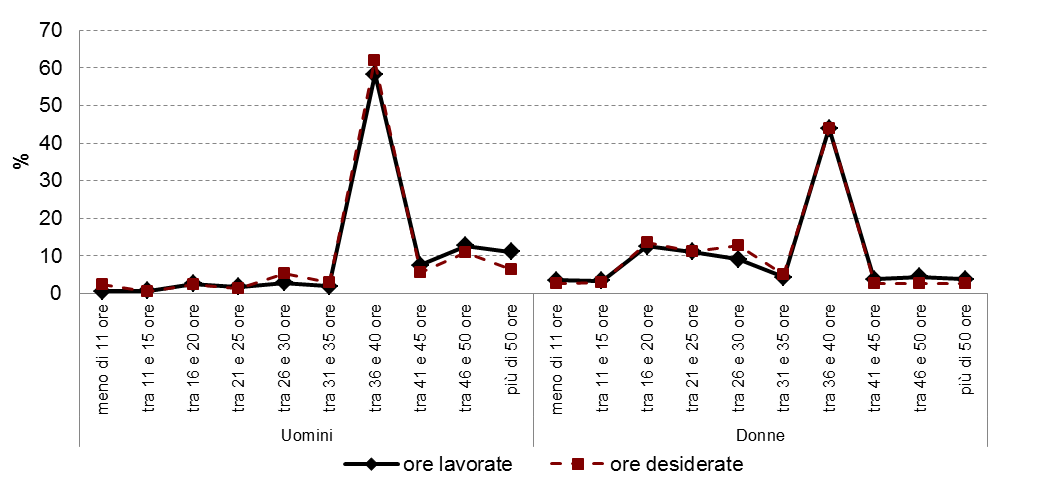 70
60
50
40
30
20
10
0
%
meno di 11 ore
tra 11 e 15 ore
tra 16 e 20 ore
tra 21 e 25 ore
tra 26 e 30 ore
tra 31 e 35 ore
tra 36 e 40 ore
tra 41 e 45 ore
tra 46 e 50 ore
più di 50 ore
meno di 11 ore
tra 11 e 15 ore
tra 16 e 20 ore
tra 21 e 25 ore
tra 26 e 30 ore
tra 31 e 35 ore
tra 36 e 40 ore
tra 41 e 45 ore
tra 46 e 50 ore
più di 50 ore
Uomini
Donne
ore lavorate
ore desiderate